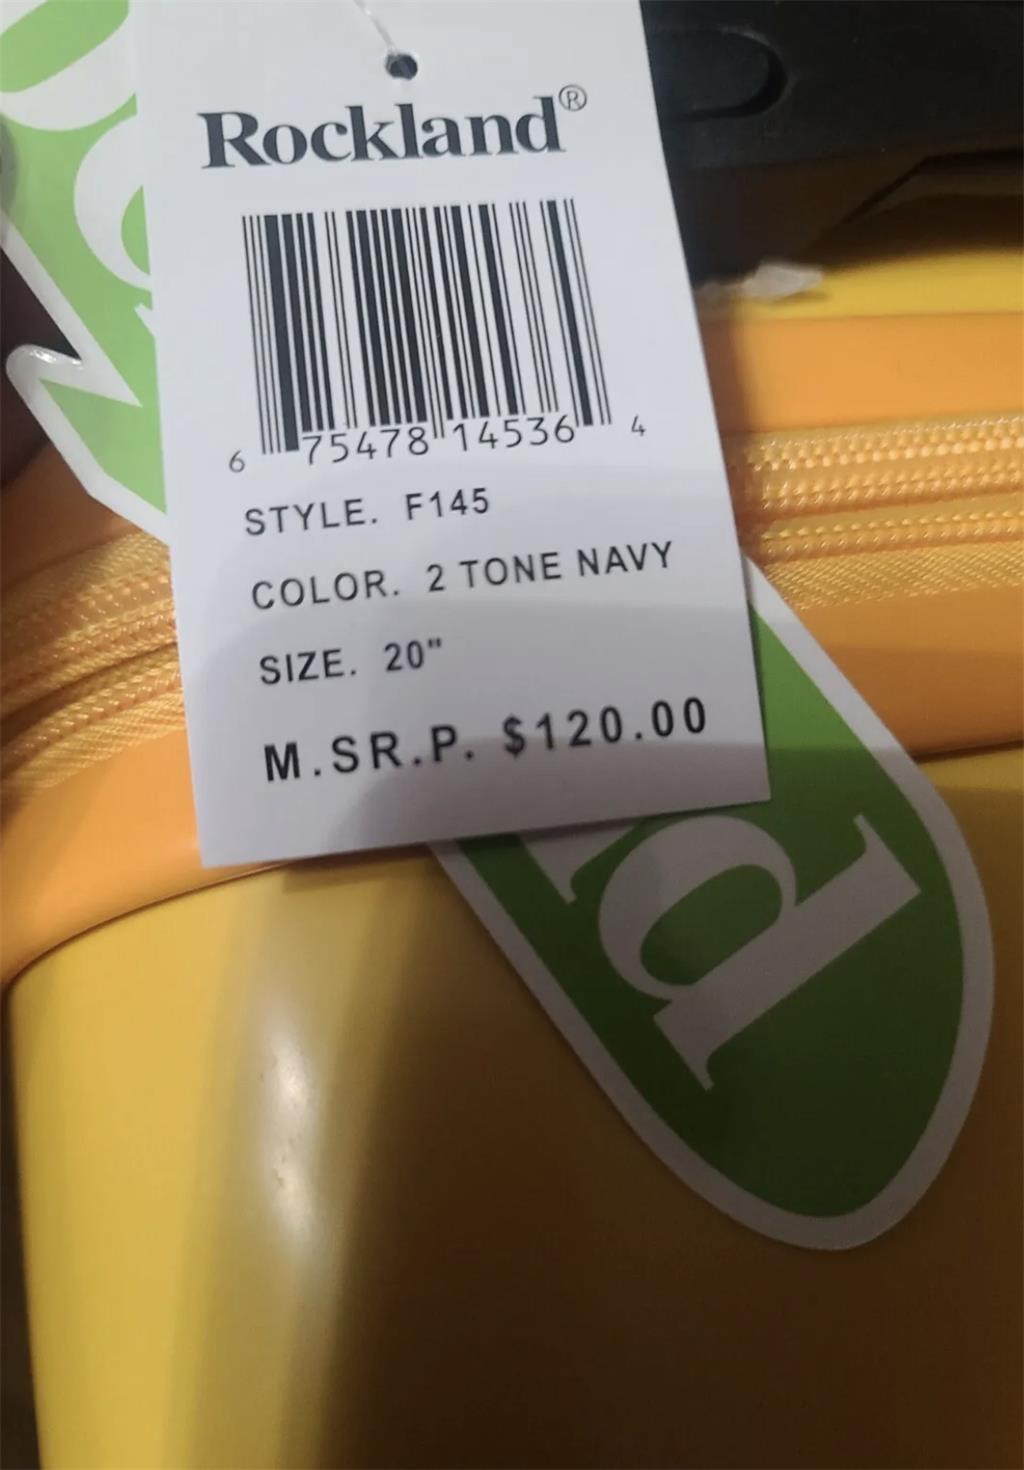 Rockland®
6 75478 14536 4
STYLE. F145
COLOR. 2 TONE NAVY
SIZE. 20"
M.SR.P. $120.00
d